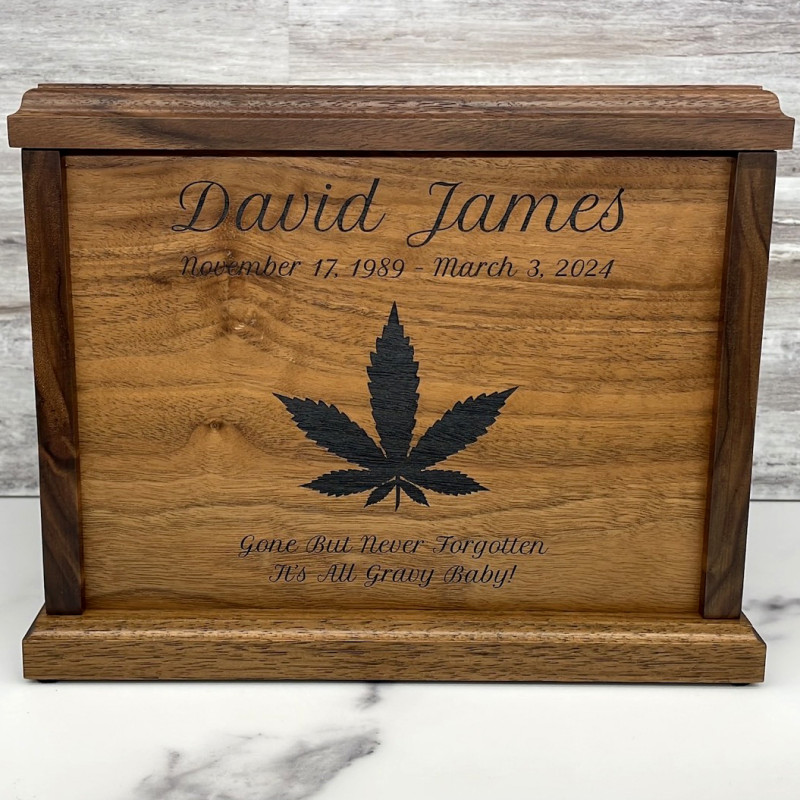 David James
November 17, 1989 - March 3, 2024
Gone But Never Forgotten
It's All Gravy Baby!